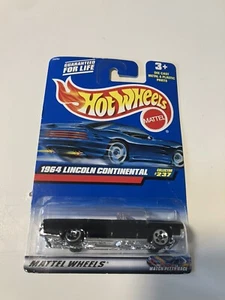 GUARANTEED
FOR LIFE
3+
DIE CAST
METAL & PLASTIC
PARTS
HOT WHEELS
MATTEL
1964 LINCOLN CONTINENTAL
COLLECTOR
#237
MATTEL WHEELS